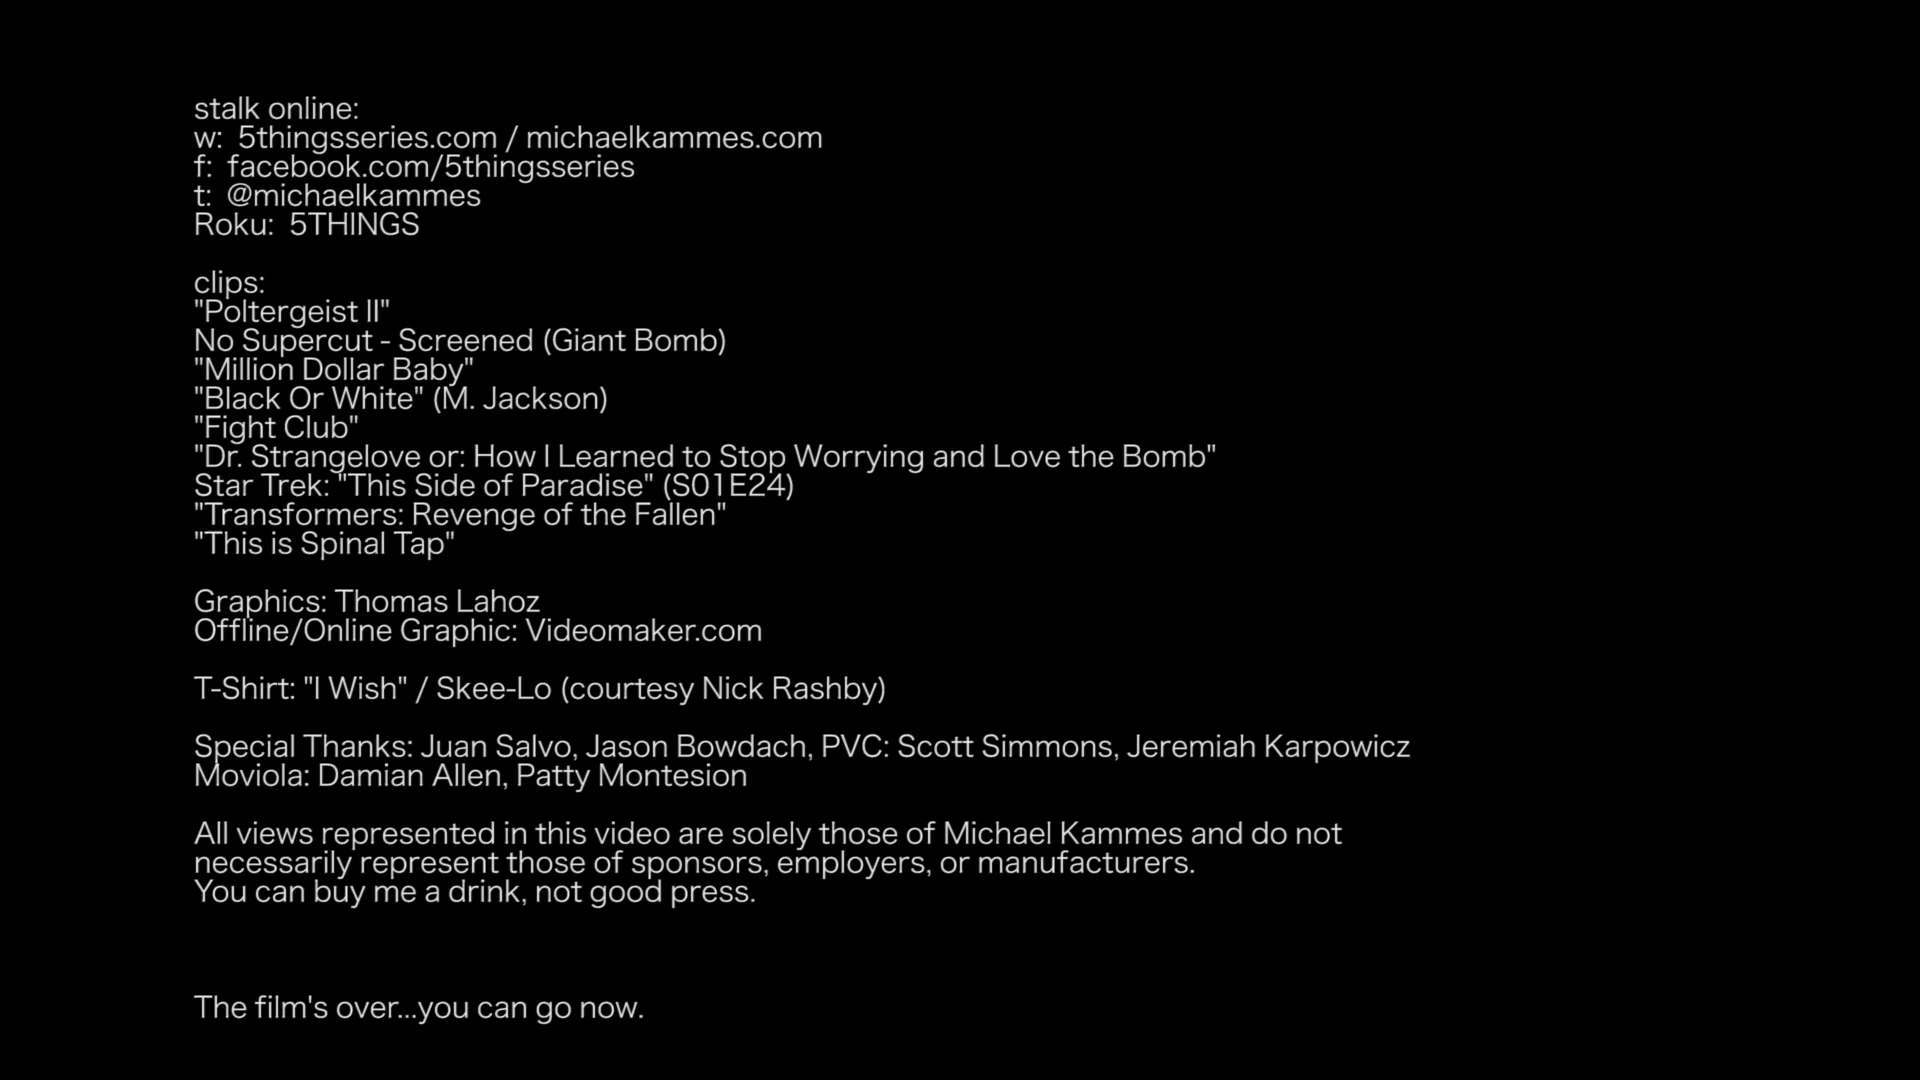 stalk online:
w:  5thingsseries.com / michaelkammes.com
f:  facebook.com/5thingsseries
t:  @michaelkammes
Roku:  5THINGS
clips:
"Poltergeist II"
No Supercut - Screened (Giant Bomb)
"Million Dollar Baby"
"Black Or White" (M. Jackson)
"Fight Club"
"Dr. Strangelove or: How I Learned to Stop Worrying and Love the Bomb"
Star Trek: "This Side of Paradise" (S01E24)
"Transformers: Revenge of the Fallen"
"This is Spinal Tap"
Graphics: Thomas Lahoz
Offline/Online Graphic: Videomaker.com
T-Shirt: "I Wish" / Skee-Lo (courtesy Nick Rashby)
Special Thanks: Juan Salvo, Jason Bowdach, PVC: Scott Simmons, Jeremiah Karpowicz
Moviola: Damian Allen, Patty Montesion
All views represented in this video are solely those of Michael Kammes and do not
necessarily represent those of sponsors, employers, or manufacturers.
You can buy me a drink, not good press.
The film's over...you can go now.